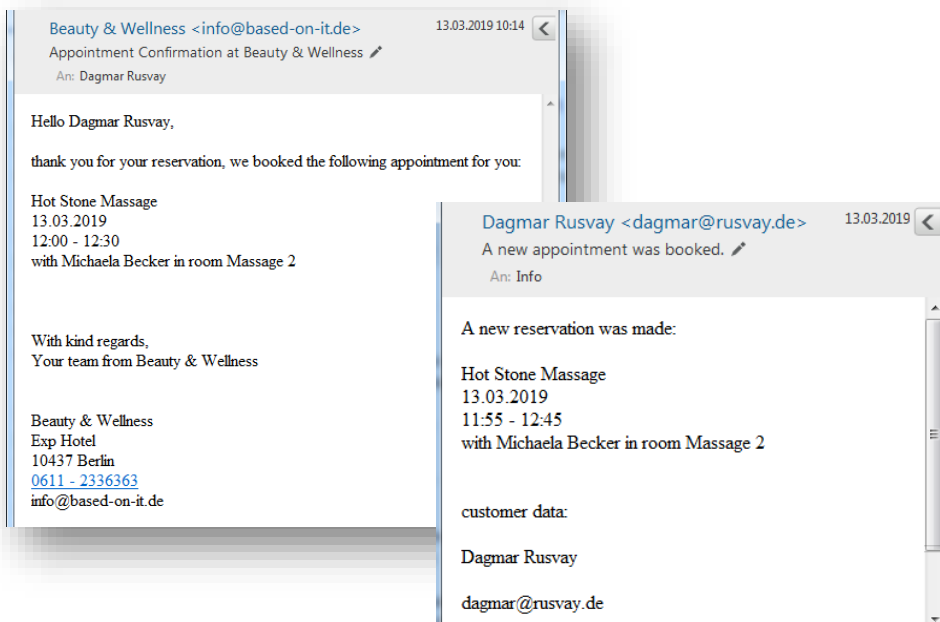 Beauty & Wellness <info@based-on-it.de>
13.03.2019 10:14
Appointment Confirmation at Beauty & Wellness
An: Dagmar Rusvay
Hello Dagmar Rusvay,
thank you for your reservation, we booked the following appointment for you:
Hot Stone Massage
13.03.2019
12:00 - 12:30
with Michaela Becker in room Massage 2
With kind regards,
Your team from Beauty & Wellness
Beauty & Wellness
Exp Hotel
10437 Berlin
0611 - 2336363
info@based-on-it.de
Dagmar Rusvay <dagmar@rusvay.de>
13.03.2019
A new appointment was booked.
An: Info
A new reservation was made:
Hot Stone Massage
13.03.2019
11:55 - 12:45
with Michaela Becker in room Massage 2
customer data:
Dagmar Rusvay
dagmar@rusvay.de